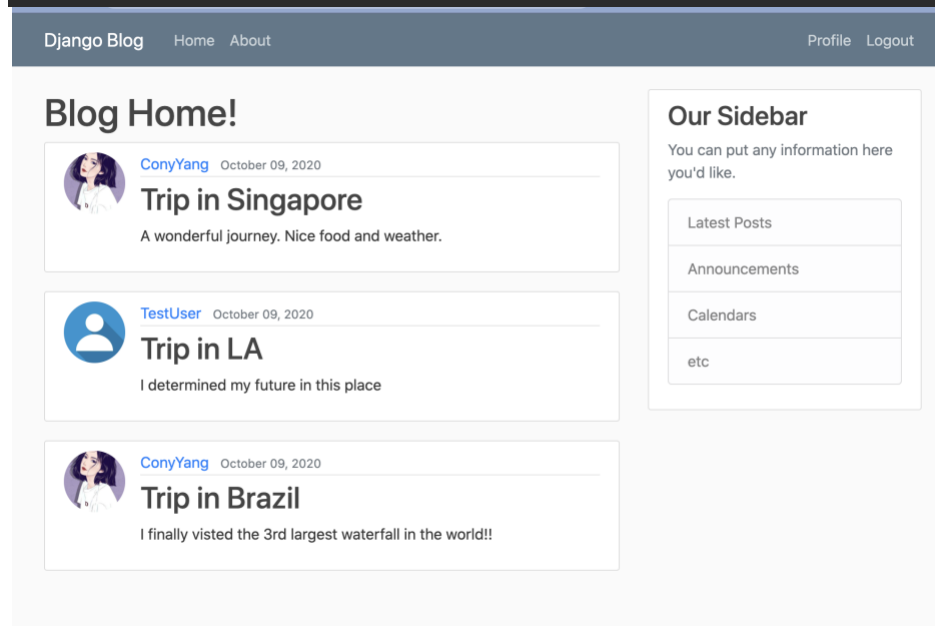 Django Blog Home About Profile Logout
Blog Home!
ConyYang October 09, 2020
Trip in Singapore
A wonderful journey. Nice food and weather.
TestUser October 09, 2020
Trip in LA
I determined my future in this place
ConyYang October 09, 2020
Trip in Brazil
I finally visted the 3rd largest waterfall in the world!!
Our Sidebar
You can put any information here
you'd like.
Latest Posts
Announcements
Calendars
etc